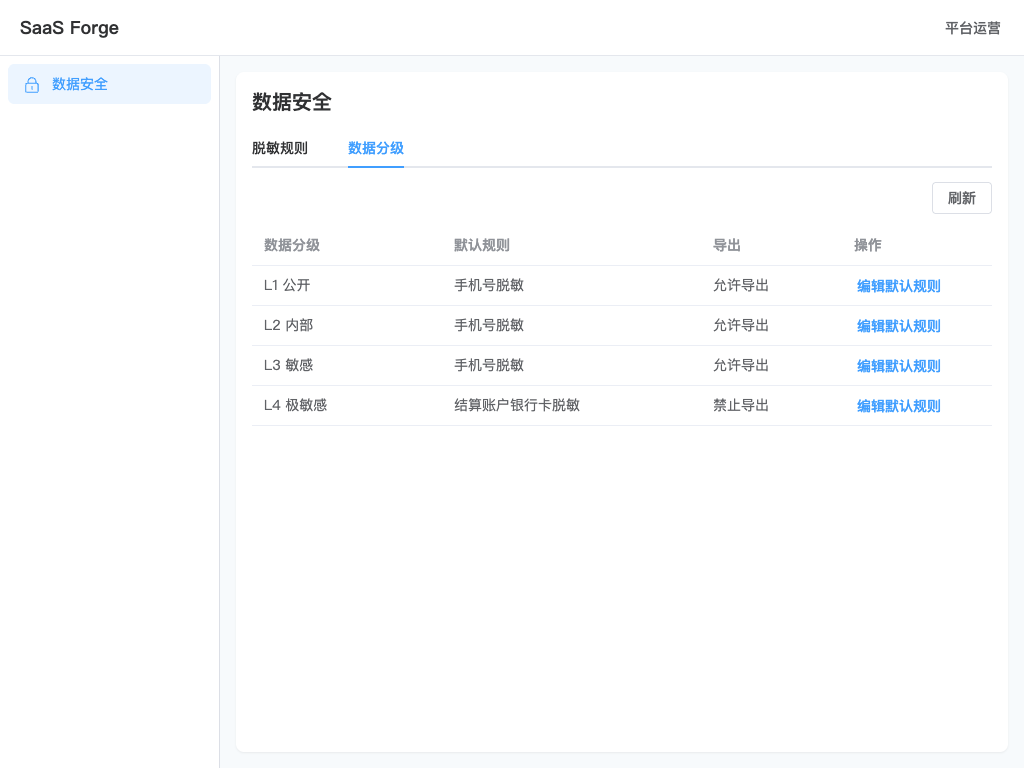 SaaS Forge
平台运营
数据安全
数据安全
脱敏规则 数据分级
刷新
数据分级 默认规则 导出 操作
L1 公开 手机号脱敏 允许导出 编辑默认规则
L2 内部 手机号脱敏 允许导出 编辑默认规则
L3 敏感 手机号脱敏 允许导出 编辑默认规则
L4 极敏感 结算账户银行卡脱敏 禁止导出 编辑默认规则